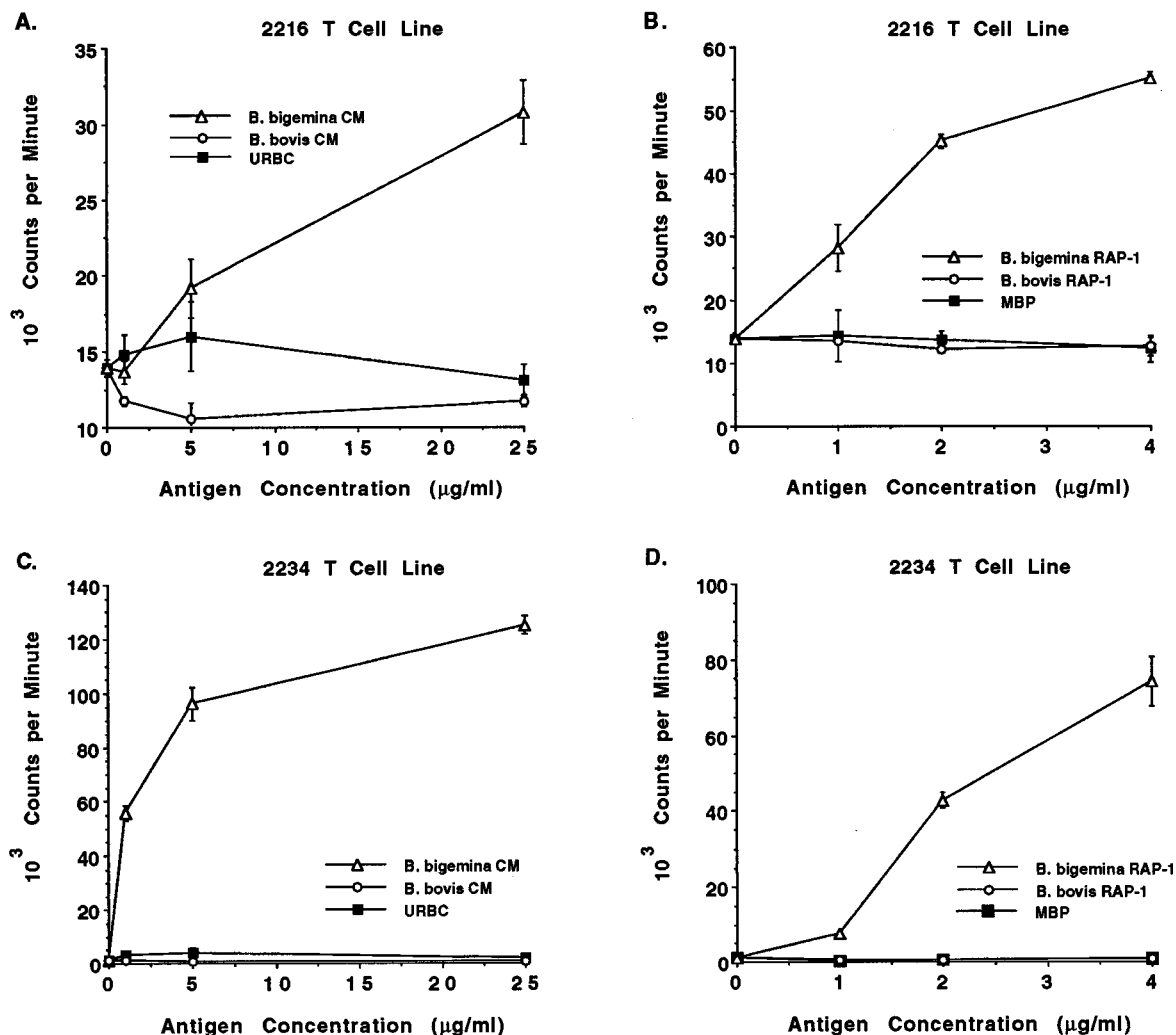 A.
2216 T Cell Line
35
30
25
20
15
10
10³ Counts per Minute
B. bigemina CM
B. bovis CM
URBC
0
5
10
15
20
25
Antigen Concentration (µg/ml)
B.
2216 T Cell Line
60
50
40
30
20
10
0
10³ Counts per Minute
B. bigemina RAP-1
B. bovis RAP-1
MBP
0
1
2
3
4
Antigen Concentration (µg/ml)
C.
2234 T Cell Line
140
120
100
80
60
40
20
0
10³ Counts per Minute
B. bigemina CM
B. bovis CM
URBC
0
5
10
15
20
25
Antigen Concentration (µg/ml)
D.
2234 T Cell Line
100
80
60
40
20
0
10³ Counts per Minute
B. bigemina RAP-1
B. bovis RAP-1
MBP
0
1
2
3
4
Antigen Concentration (µg/ml)